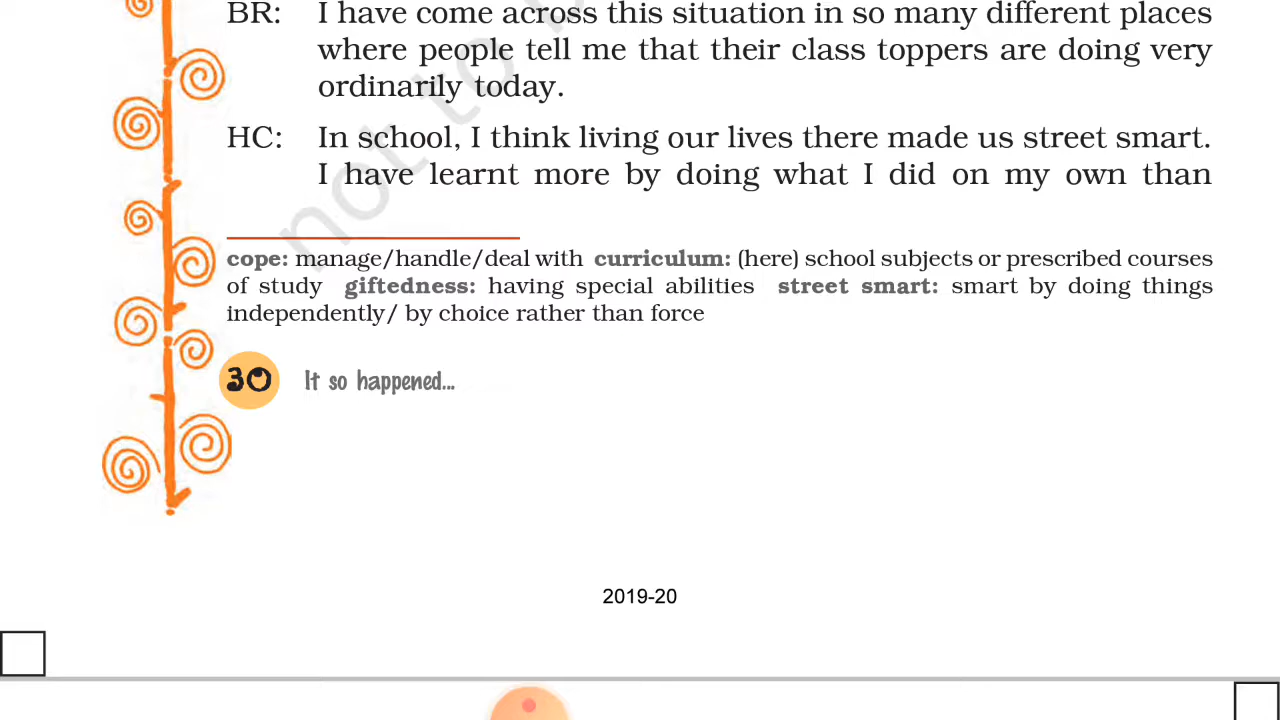 BR: I have come across this situation in so many different places
where people tell me that their class toppers are doing very
ordinarily today.
HC: In school, I think living our lives there made us street smart.
I have learnt more by doing what I did on my own than
cope: manage/handle/deal with curriculum: (here) school subjects or prescribed courses
of study giftedness: having special abilities street smart: smart by doing things
independently/ by choice rather than force
30 It so happened...
2019-20
not to b